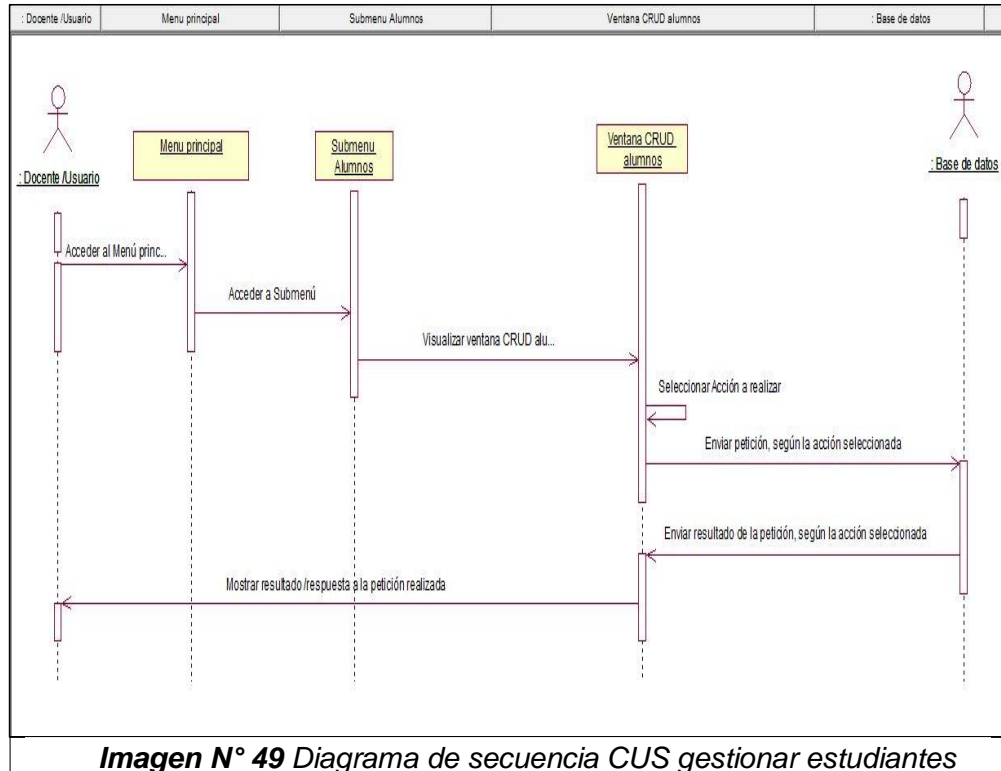 : Docente /Usuario
Menu principal
Submenu Alumnos
Ventana CRUD alumnos
: Base de datos
: Docente /Usuario
Menu principal
Submenu
Alumnos
Ventana CRUD
alumnos
: Base de datos
Acceder al Menú princ...
Acceder a Submenú
Visualizar ventana CRUD alu...
Seleccionar Acción a realizar
Enviar petición, según la acción seleccionada
Enviar resultado de la petición, según la acción seleccionada
Mostrar resultado /respuesta a la petición realizada
Imagen N° 49 Diagrama de secuencia CUS gestionar estudiantes